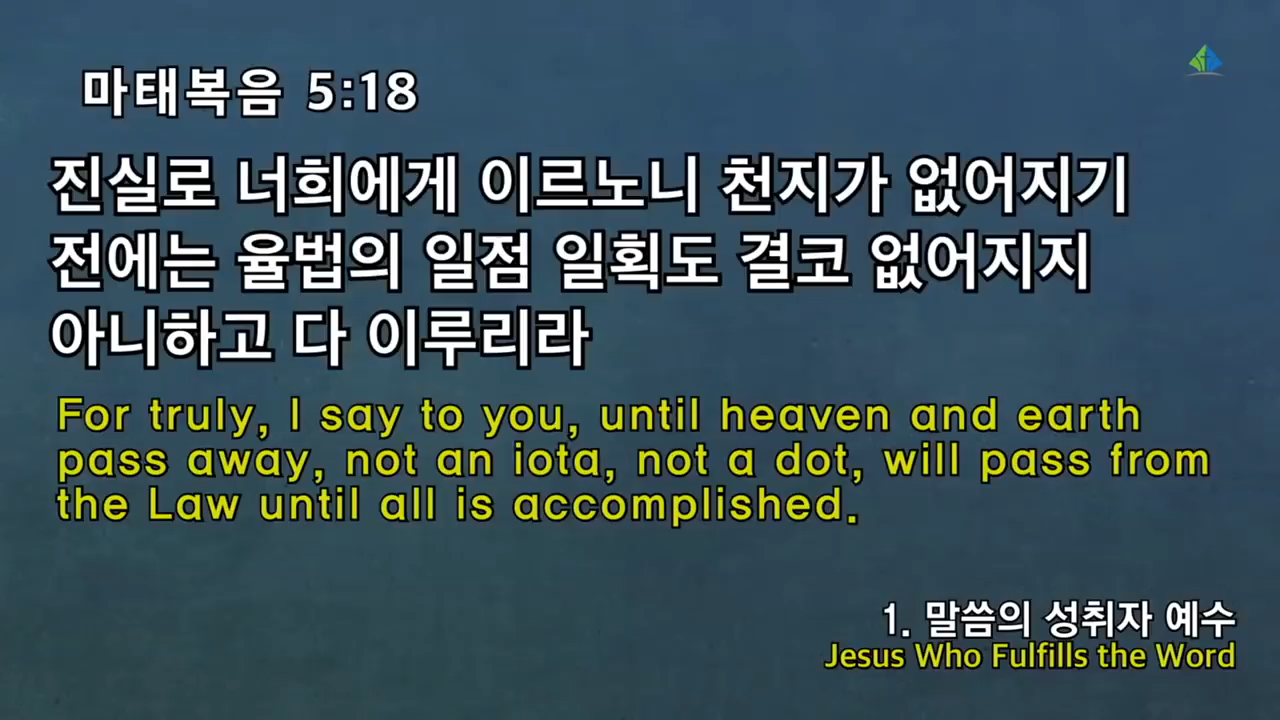 마태복음 5:18
진실로 너희에게 이르노니 천지가 없어지기
전에는 율법의 일점 일획도 결코 없어지지
아니하고 다 이루리라
For truly, I say to you, until heaven and earth
pass away, not an iota, not a dot, will pass from
the Law until all is accomplished.
1. 말씀의 성취자 예수
Jesus Who Fulfills the Word